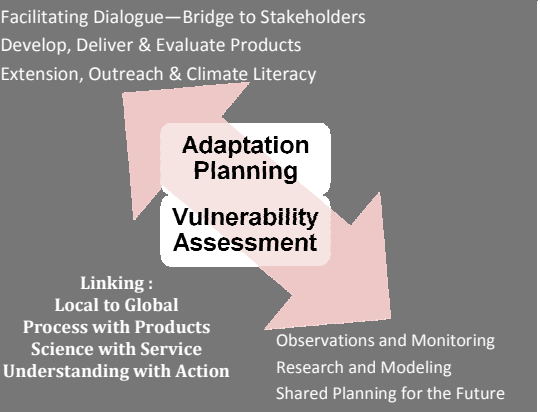 Facilitating Dialogue—Bridge to Stakeholders
Develop, Deliver & Evaluate Products
Extension, Outreach & Climate Literacy
Adaptation
Planning
Vulnerability
Assessment
Linking :
Local to Global
Process with Products
Science with Service
Understanding with Action
Observations and Monitoring
Research and Modeling
Shared Planning for the Future